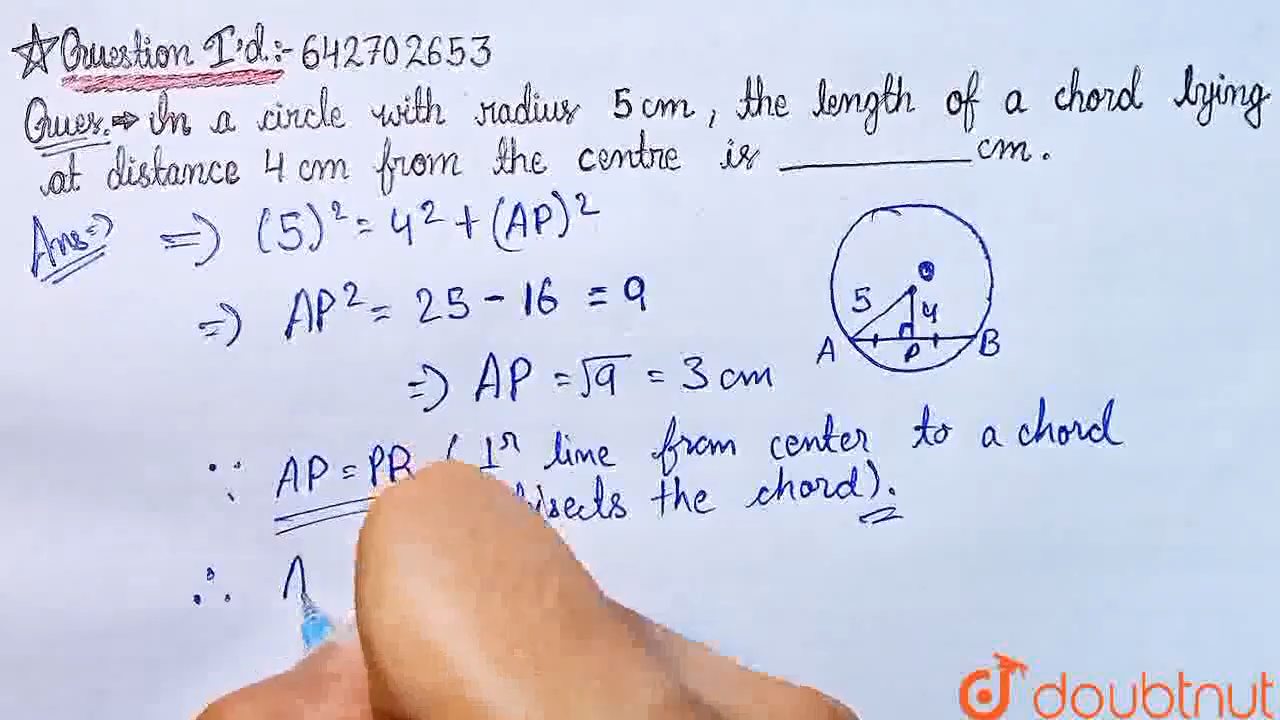 ☆ Question I'd:- 642702653
Ques. ⇒ In a circle with radius 5 cm, the length of a chord lying
at distance 4 cm from the centre is ________ cm.
Ans ⇒ ⇒ (5)² = 4² + (AP)²
⇒ AP² = 25 - 16 = 9
⇒ AP = √9 = 3 cm
5
4
A
P
B
∵ AP = PB ( line from center to a chord
bisects the chord).
∴ A
doubtnut